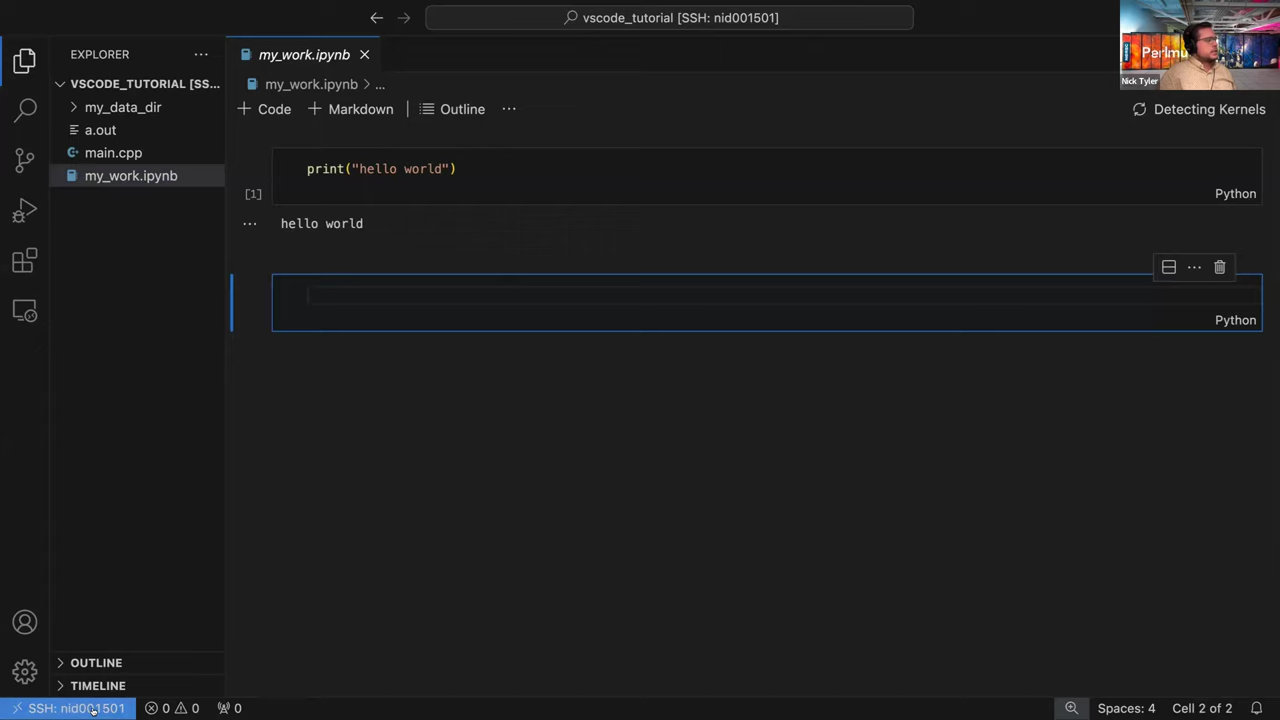 vscode_tutorial [SSH: nid001501]
Perlmu
Nick Tyler
EXPLORER
my_work.ipynb
VSCODE_TUTORIAL [SS...
my_data_dir
a.out
main.cpp
my_work.ipynb
my_work.ipynb > ...
+ Code + Markdown Outline ...
Detecting Kernels
print("hello world")
[1]
Python
... hello world
Python
OUTLINE
TIMELINE
SSH: nid001501 0 0 0
Spaces: 4 Cell 2 of 2